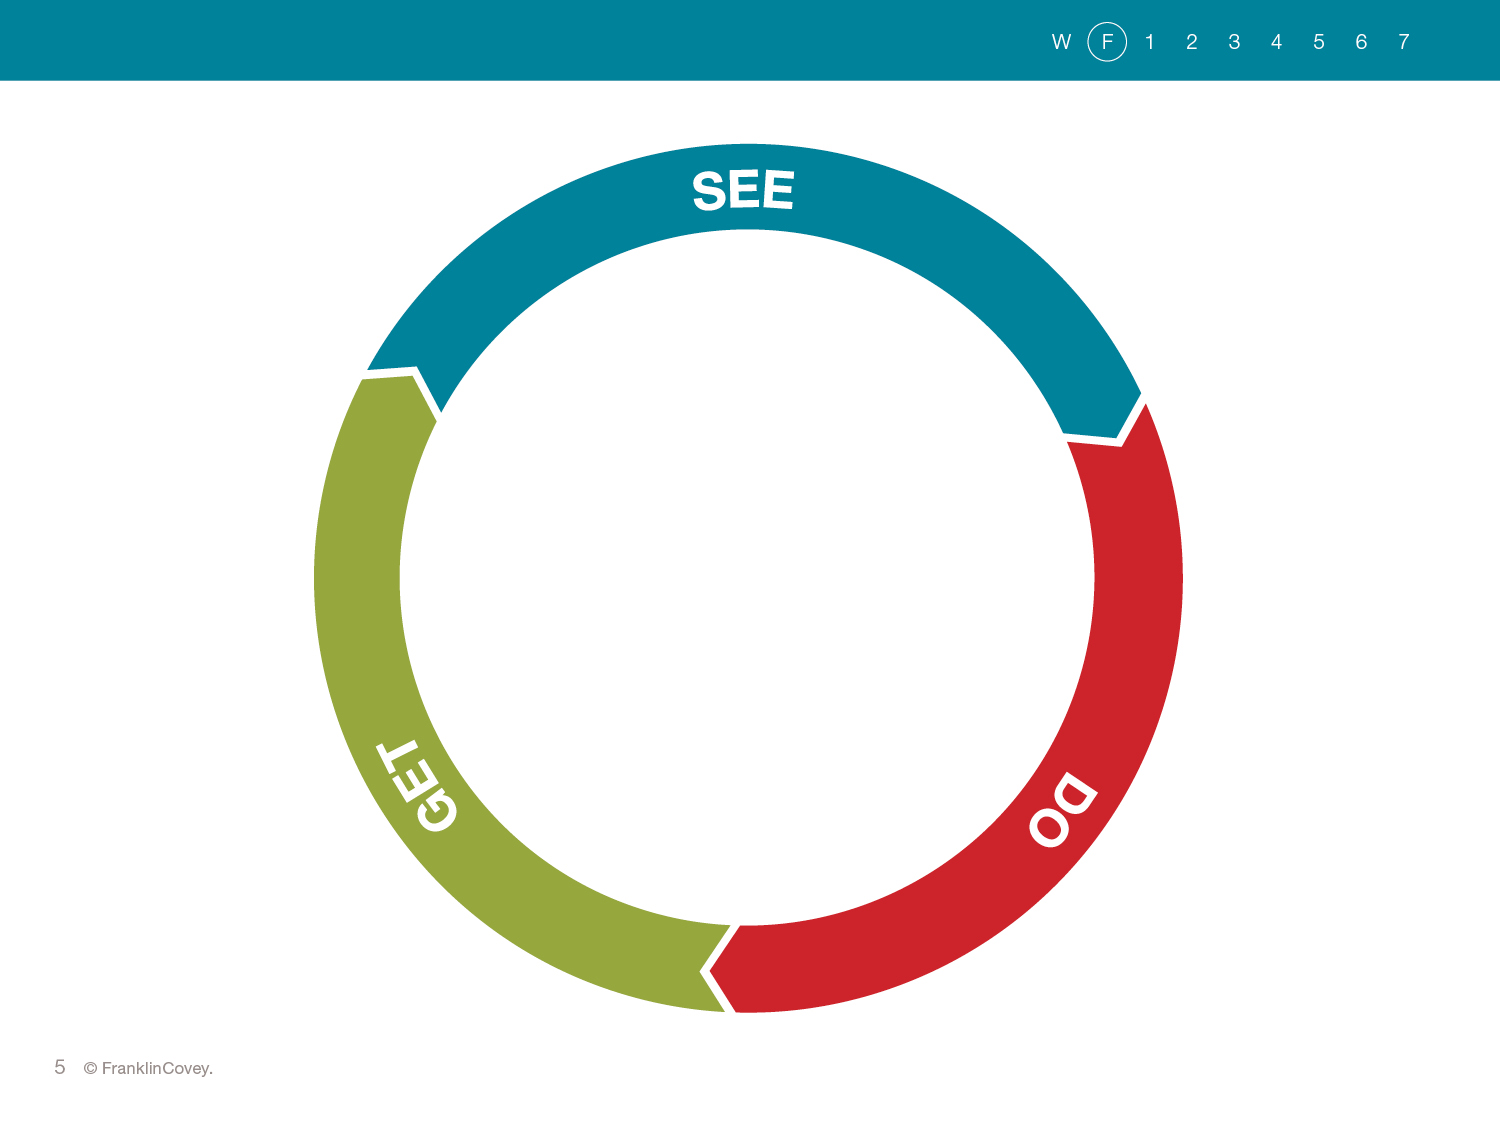 W F 1 2 3 4 5 6 7
SEE
DO
GET
5 © FranklinCovey.